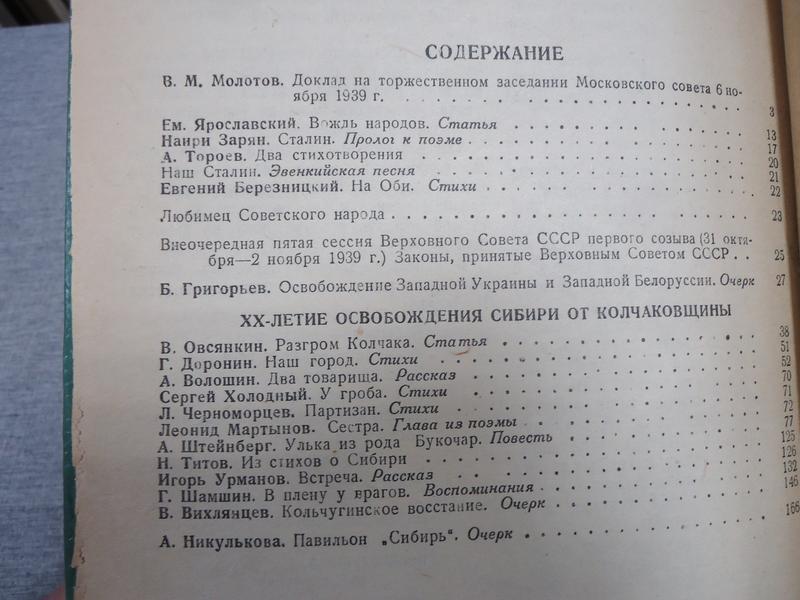 СОДЕРЖАНИЕ
В. М. Молотов. Доклад на торжественном заседании Московского совета 6 но-
ября 1939 г. . . . . . . . . . . . . . . . . . . . 3
Ем. Ярославский. Вождь народов. Статья . . . . . . . . . . . . 13
Наири Зарян. Сталин. Пролог к поэме . . . . . . . . . . . . 17
А. Тороев. Два стихотворения . . . . . . . . . . . . 20
Наш Сталин. Эвенкийская песня . . . . . . . . . . . . 21
Евгений Березницкий. На Оби. Стихи . . . . . . . . . . . . 22
Любимец Советского народа . . . . . . . . . . . . 23
Внеочередная пятая сессия Верховного Совета СССР первого созыва (31 октя-
бря—2 ноября 1939 г.) Законы, принятые Верховным Советом СССР . . 25
Б. Григорьев. Освобождение Западной Украины и Западной Белоруссии. Очерк 27
XX-ЛЕТИЕ ОСВОБОЖДЕНИЯ СИБИРИ ОТ КОЛЧАКОВЩИНЫ
В. Овсянкин. Разгром Колчака. Статья . . . . . . . . . . . . 38
Г. Доронин. Наш город. Стихи . . . . . . . . . . . . 51
А. Волошин. Два товарища. Рассказ . . . . . . . . . . . . 52
Сергей Холодный. У гроба. Стихи . . . . . . . . . . . . 70
Л. Черноморцев. Партизан. Стихи . . . . . . . . . . . . 71
Леонид Мартынов. Сестра. Глава из поэмы . . . . . . . . . . . . 72
А. Штейнберг. Улька из рода Букочар. Повесть . . . . . . . . . . 77
Н. Титов. Из стихов о Сибири . . . . . . . . . . . . 125
Игорь Урманов. Встреча. Рассказ . . . . . . . . . . . . 126
Г. Шамшин. В плену у врагов. Воспоминания . . . . . . . . . . . . 132
В. Вихлянцев. Кольчугинское восстание. Очерк . . . . . . . . . . . . 146
А. Никулькова. Павильон „Сибирь“. Очерк . . . . . . . . . . . . 166